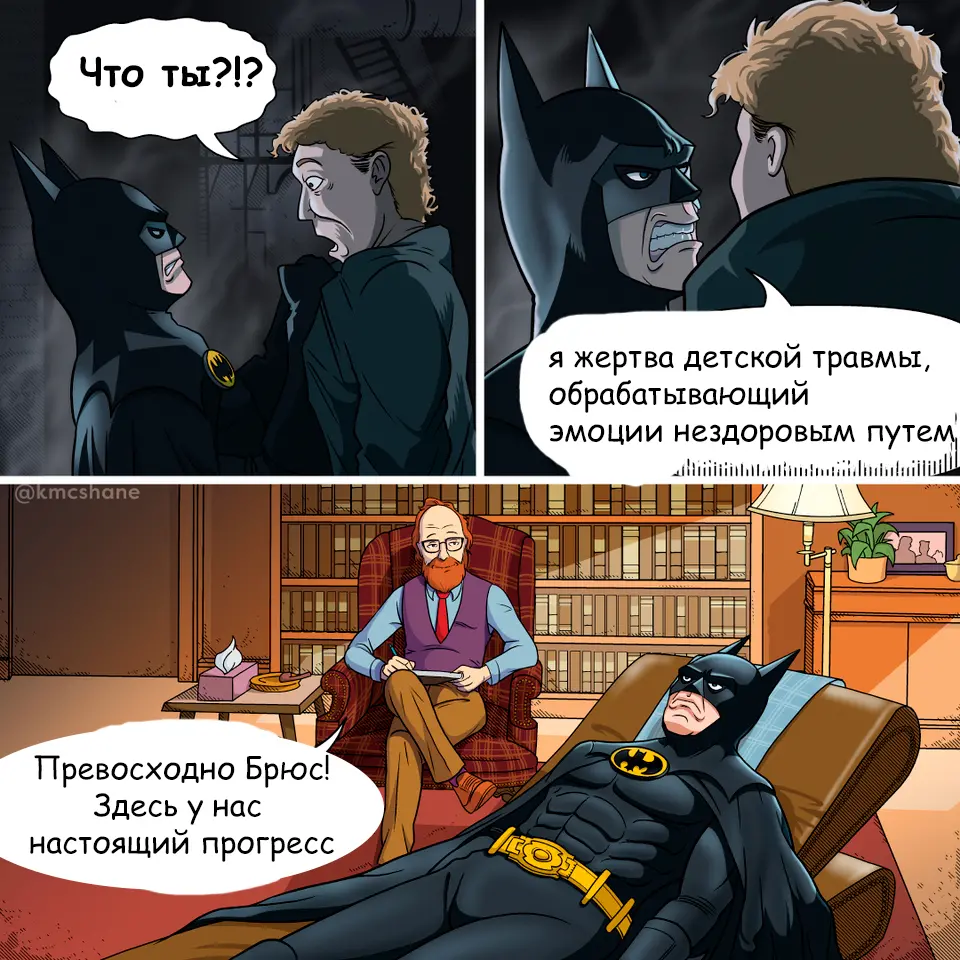 Что ты?!?
я жертва детской травмы,
обрабатывающий
эмоции нездоровым путем
@kmcshane
Превосходно Брюс!
Здесь у нас
настоящий прогресс